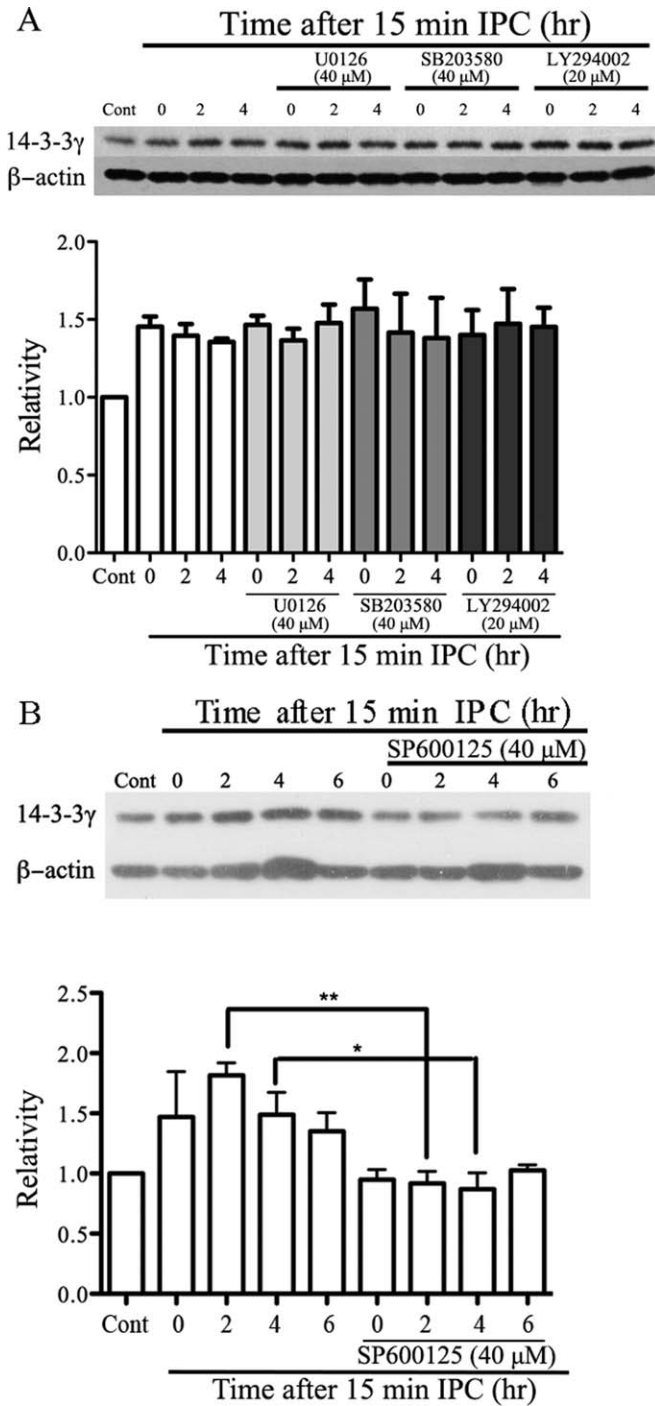 A
Time after 15 min IPC (hr)
U0126 SB203580 LY294002
(40 μM) (40 μM) (20 μM)
Cont 0 2 4 0 2 4 0 2 4 0 2 4
14-3-3γ
β-actin
2.0
1.5
1.0
0.5
0.0
Relativity
Cont 0 2 4 0 2 4 0 2 4 0 2 4
U0126 SB203580 LY294002
(40 μM) (40 μM) (20 μM)
Time after 15 min IPC (hr)
B
Time after 15 min IPC (hr)
SP600125 (40 μM)
Cont 0 2 4 6 0 2 4 6
14-3-3γ
β-actin
2.5
2.0
1.5
1.0
0.5
0.0
Relativity
**
*
Cont 0 2 4 6 0 2 4 6
SP600125 (40 μM)
Time after 15 min IPC (hr)